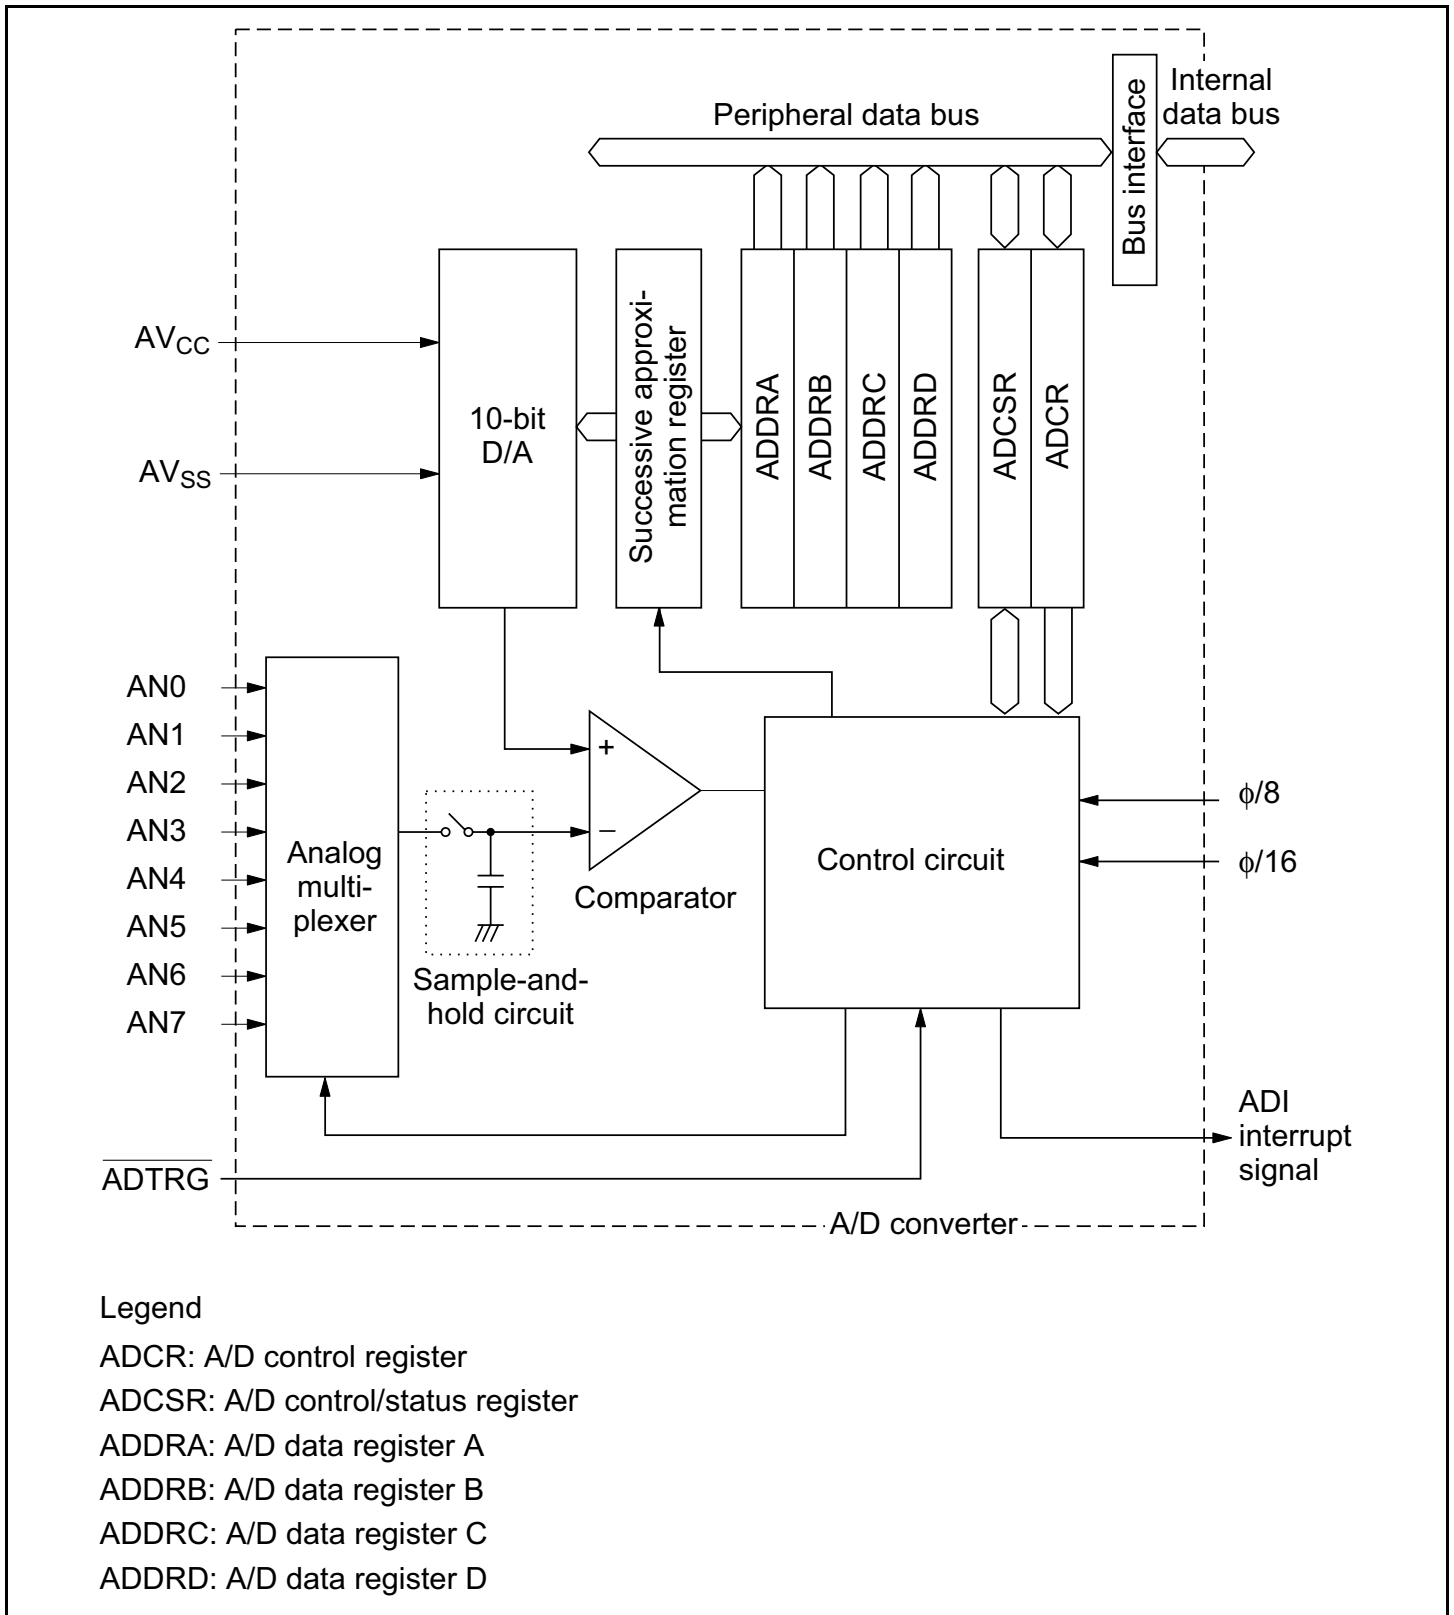 Internal
data bus
Peripheral data bus
Bus interface
AVCC
AVSS
10-bit
D/A
Successive approxi-
mation register
ADDRA
ADDRB
ADDRC
ADDRD
ADCSR
ADCR
AN0
AN1
AN2
AN3
AN4
AN5
AN6
AN7
Analog
multi-
plexer
+
−
Comparator
Sample-and-
hold circuit
Control circuit
ϕ/8
ϕ/16
ADI
interrupt
signal
ADTRG
A/D converter
Legend
ADCR: A/D control register
ADCSR: A/D control/status register
ADDRA: A/D data register A
ADDRB: A/D data register B
ADDRC: A/D data register C
ADDRD: A/D data register D